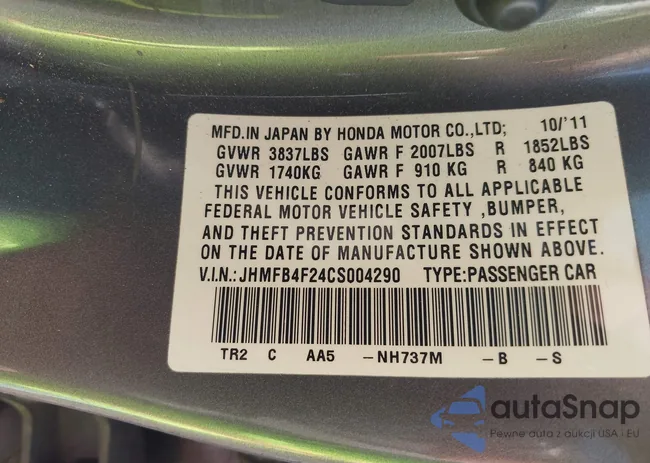 MFD.IN JAPAN BY HONDA MOTOR CO.,LTD; 10/'11
GVWR 3837LBS GAWR F 2007LBS R 1852LBS
GVWR 1740KG GAWR F 910 KG R 840 KG
THIS VEHICLE CONFORMS TO ALL APPLICABLE
FEDERAL MOTOR VEHICLE SAFETY ,BUMPER,
AND THEFT PREVENTION STANDARDS IN EFFECT
ON THE DATE OF MANUFACTURE SHOWN ABOVE.
V.I.N.:JHMFB4F24CS004290 TYPE:PASSENGER CAR
TR2 C AA5 -NH737M -B -S
autaSnap
Pewne auta z aukcji USA i EU